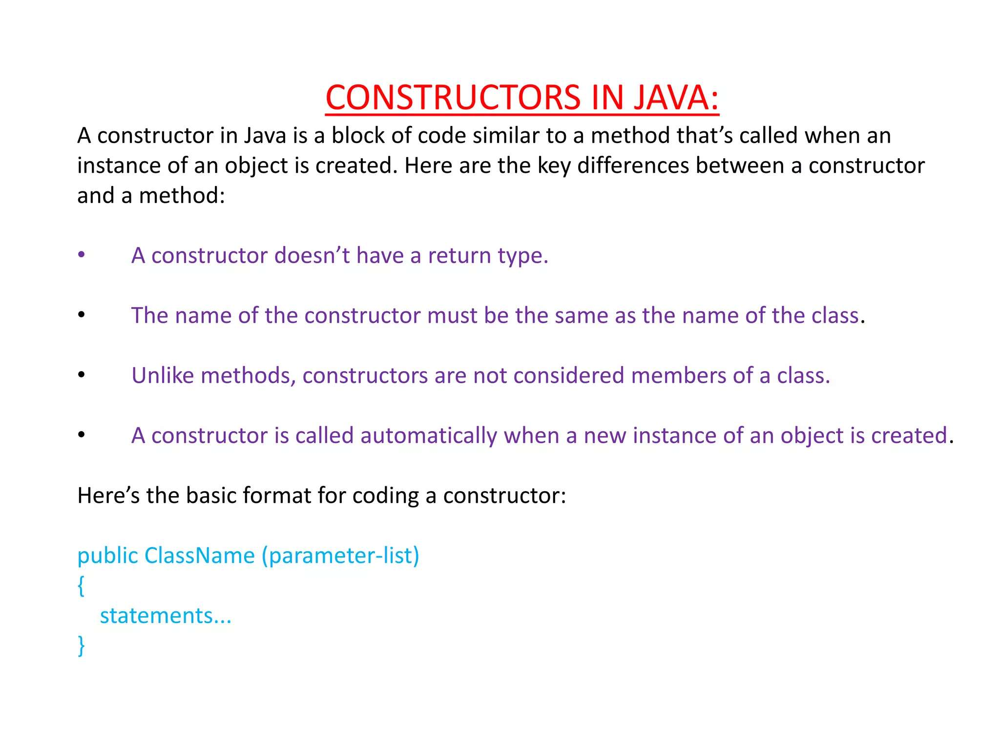 CONSTRUCTORS IN JAVA:
A constructor in Java is a block of code similar to a method that’s called when an
instance of an object is created. Here are the key differences between a constructor
and a method:
• A constructor doesn’t have a return type.
• The name of the constructor must be the same as the name of the class.
• Unlike methods, constructors are not considered members of a class.
• A constructor is called automatically when a new instance of an object is created.
Here’s the basic format for coding a constructor:
public ClassName (parameter-list)
{
statements...
}